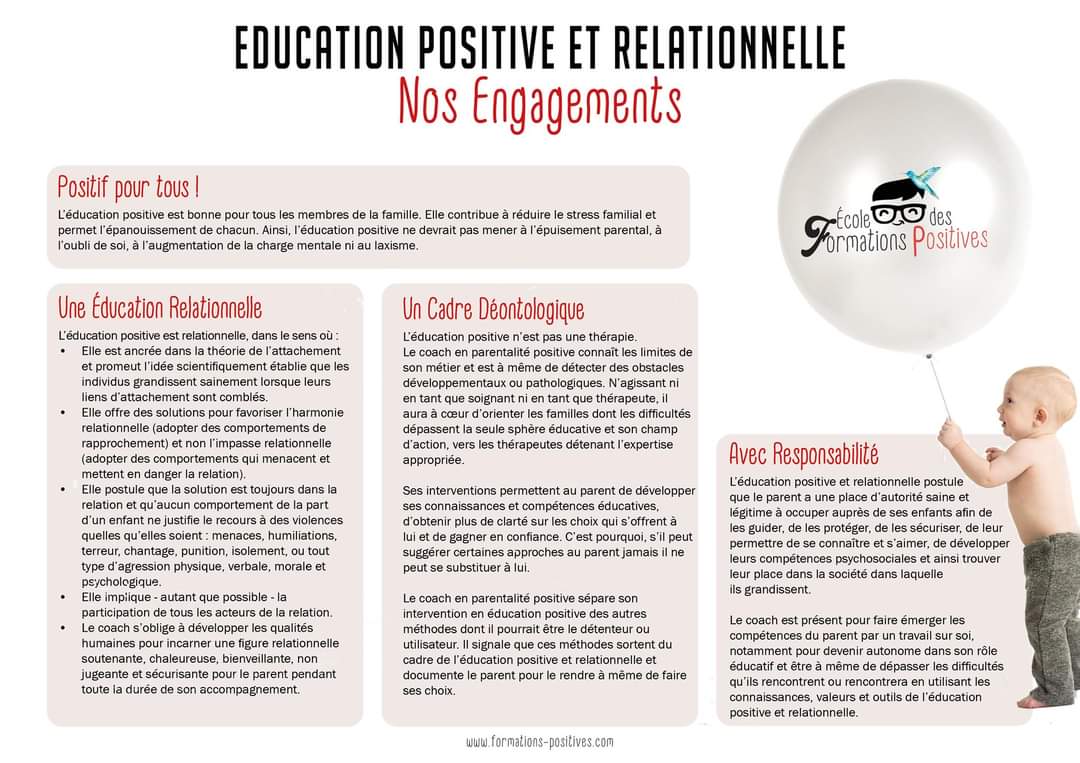 EDUCATION POSITIVE ET RELATIONNELLE
Nos Engagements
École des
Formations Positives
Positif pour tous !
L'éducation positive est bonne pour tous les membres de la famille. Elle contribue à réduire le stress familial et
permet l'épanouissement de chacun. Ainsi, l'éducation positive ne devrait pas mener à l'épuisement parental, à
l'oubli de soi, à l'augmentation de la charge mentale ni au laxisme.
Une Éducation Relationnelle
L'éducation positive est relationnelle, dans le sens où :
• Elle est ancrée dans la théorie de l'attachement
et promeut l'idée scientifiquement établie que les
individus grandissent sainement lorsque leurs
liens d'attachement sont comblés.
• Elle offre des solutions pour favoriser l'harmonie
relationnelle (adopter des comportements de
rapprochement) et non l'impasse relationnelle
(adopter des comportements qui menacent et
mettent en danger la relation).
• Elle postule que la solution est toujours dans la
relation et qu'aucun comportement de la part
d'un enfant ne justifie le recours à des violences
quelles qu'elles soient : menaces, humiliations,
terreur, chantage, punition, isolement, ou tout
type d'agression physique, verbale, morale et
psychologique.
• Elle implique - autant que possible - la
participation de tous les acteurs de la relation.
• Le coach s'oblige à développer les qualités
humaines pour incarner une figure relationnelle
soutenante, chaleureuse, bienveillante, non
jugeante et sécurisante pour le parent pendant
toute la durée de son accompagnement.
Un Cadre Déontologique
L'éducation positive n'est pas une thérapie.
Le coach en parentalité positive connaît les limites de
son métier et est à même de détecter des obstacles
développementaux ou pathologiques. N'agissant ni
en tant que soignant ni en tant que thérapeute, il
aura à cœur d'orienter les familles dont les difficultés
dépassent la seule sphère éducative et son champ
d'action, vers les thérapeutes détenant l'expertise
appropriée.
Ses interventions permettent au parent de développer
ses connaissances et compétences éducatives,
d'obtenir plus de clarté sur les choix qui s'offrent à
lui et de gagner en confiance. C'est pourquoi, s'il peut
suggérer certaines approches au parent jamais il ne
peut se substituer à lui.
Le coach en parentalité positive sépare son
intervention en éducation positive des autres
méthodes dont il pourrait être le détenteur ou
utilisateur. Il signale que ces méthodes sortent du
cadre de l'éducation positive et relationnelle et
documente le parent pour le rendre à même de faire
ses choix.
Avec Responsabilité
L'éducation positive et relationnelle postule
que le parent a une place d'autorité saine et
légitime à occuper auprès de ses enfants afin de
les guider, de les protéger, de les sécuriser, de leur
permettre de se connaître et s'aimer, de développer
leurs compétences psychosociales et ainsi trouver
leur place dans la société dans laquelle
ils grandissent.
Le coach est présent pour faire émerger les
compétences du parent par un travail sur soi,
notamment pour devenir autonome dans son rôle
éducatif et être à même de dépasser les difficultés
qu'ils rencontrent ou rencontrera en utilisant les
connaissances, valeurs et outils de l'éducation
positive et relationnelle.
www.formations-positives.com